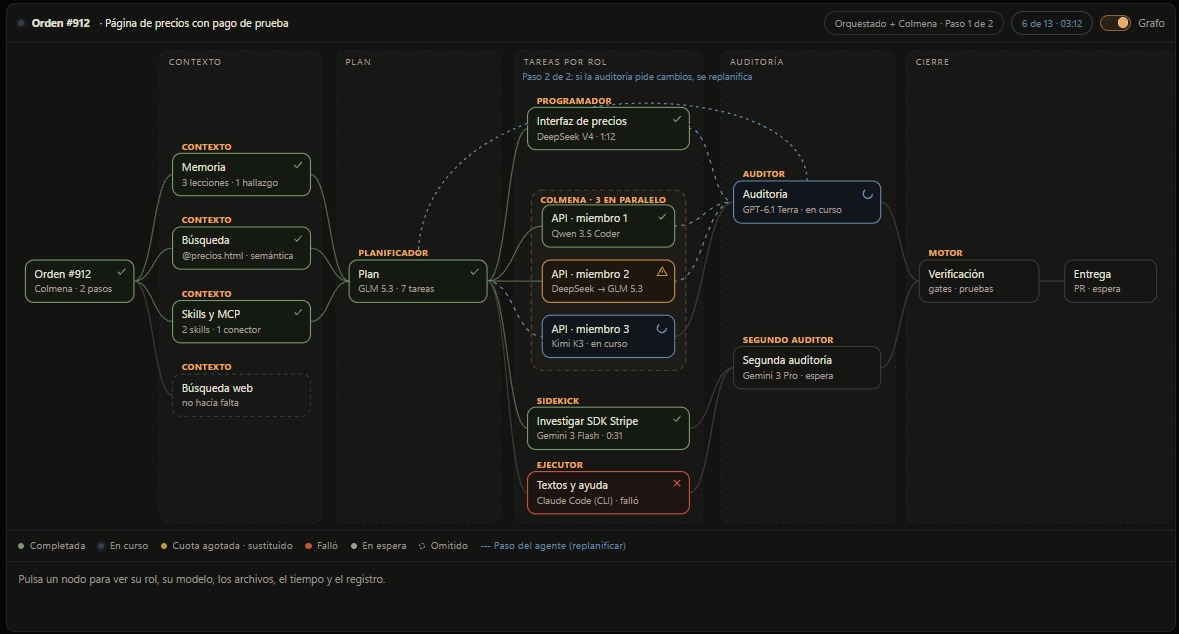 Orden #912 · Página de precios con pago de prueba
Orquestado + Colmena · Paso 1 de 2
6 de 13 · 03:12
Grafo
CONTEXTO
PLAN
TAREAS POR ROL
AUDITORÍA
CIERRE
Paso 2 de 2: si la auditoría pide cambios, se replanifica
Orden #912
Colmena · 2 pasos
CONTEXTO
Memoria
3 lecciones · 1 hallazgo
CONTEXTO
Búsqueda
@precios.html · semántica
CONTEXTO
Skills y MCP
2 skills · 1 conector
CONTEXTO
Búsqueda web
no hacía falta
PLANIFICADOR
Plan
GLM 5.3 · 7 tareas
PROGRAMADOR
Interfaz de precios
DeepSeek V4 · 1:12
COLMENA · 3 EN PARALELO
API · miembro 1
Qwen 3.5 Coder
API · miembro 2
DeepSeek → GLM 5.3
API · miembro 3
Kimi K3 · en curso
SIDEKICK
Investigar SDK Stripe
Gemini 3 Flash · 0:31
EJECUTOR
Textos y ayuda
Claude Code (CLI) · falló
AUDITOR
Auditoría
GPT-6.1 Terra · en curso
SEGUNDO AUDITOR
Segunda auditoría
Gemini 3 Pro · espera
MOTOR
Verificación
gates · pruebas
Entrega
PR · espera
Completada
En curso
Cuota agotada · sustituido
Falló
En espera
Omitido
Paso del agente (replanificar)
Pulsa un nodo para ver su rol, su modelo, los archivos, el tiempo y el registro.